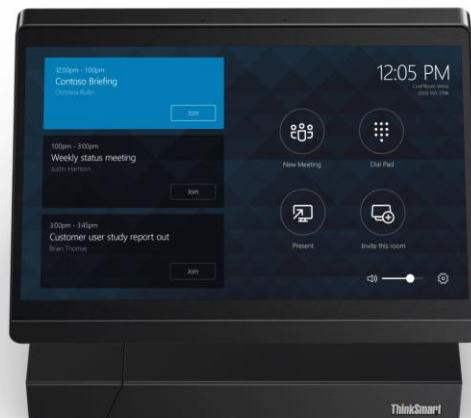 12:00pm - 1:00pm
Contoso Briefing
Christina Rollin
Join
1:00pm - 3:00pm
Weekly status meeting
Justin Harrison
Join
3:00pm - 3:45pm
Customer user study report out
Brian Thomas
Join
12:05 PM
New Meeting
Dial Pad
Present
Invite this room
ThinkSmart